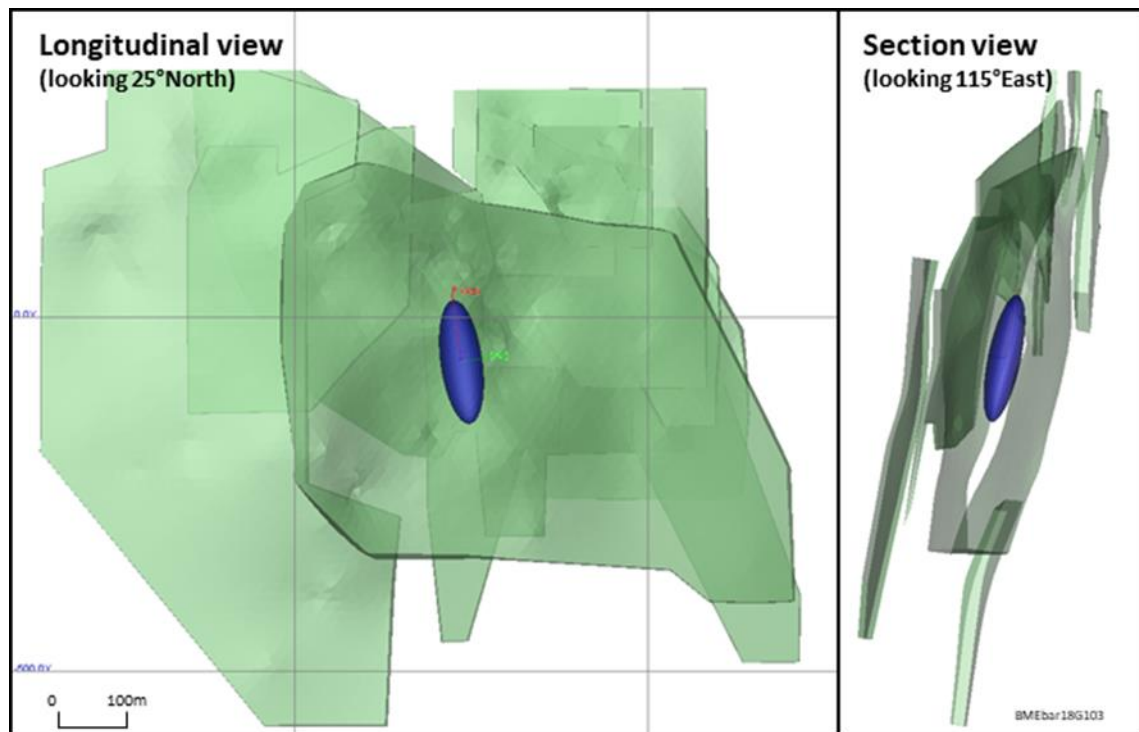 Longitudinal view
(looking 25°North)
Section view
(looking 115°East)
0 100m
BMEbar18G103